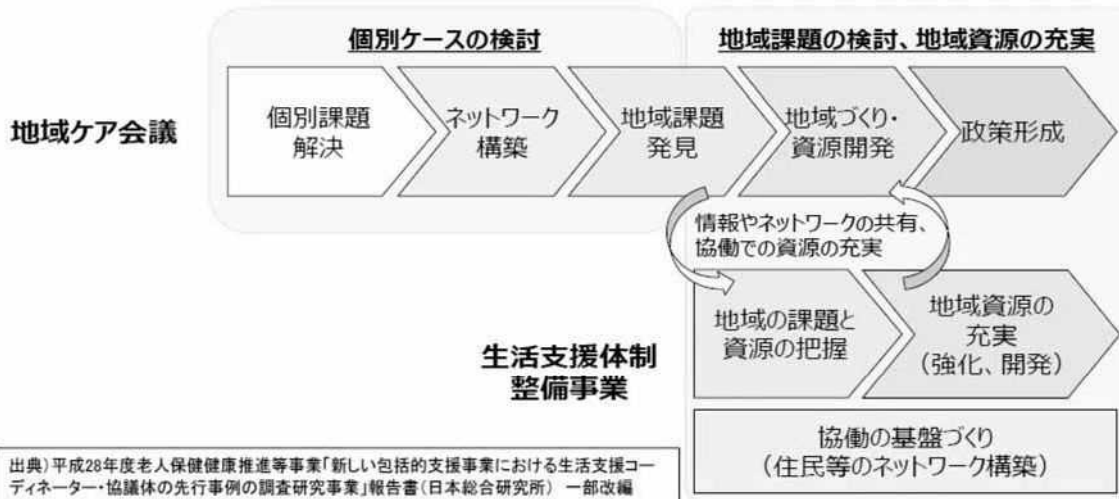 個別ケースの検討
地域課題の検討、地域資源の充実
地域ケア会議
個別課題
解決
ネットワーク
構築
地域課題
発見
地域づくり・
資源開発
政策形成
情報やネットワークの共有、
協働での資源の充実
生活支援体制
整備事業
地域の課題と
資源の把握
地域資源の
充実
（強化、開発）
協働の基盤づくり
（住民等のネットワーク構築）
出典）平成28年度老人保健健康推進等事業「新しい包括的支援事業における生活支援コー
ディネーター・協議体の先行事例の調査研究事業」報告書（日本総合研究所） 一部改編